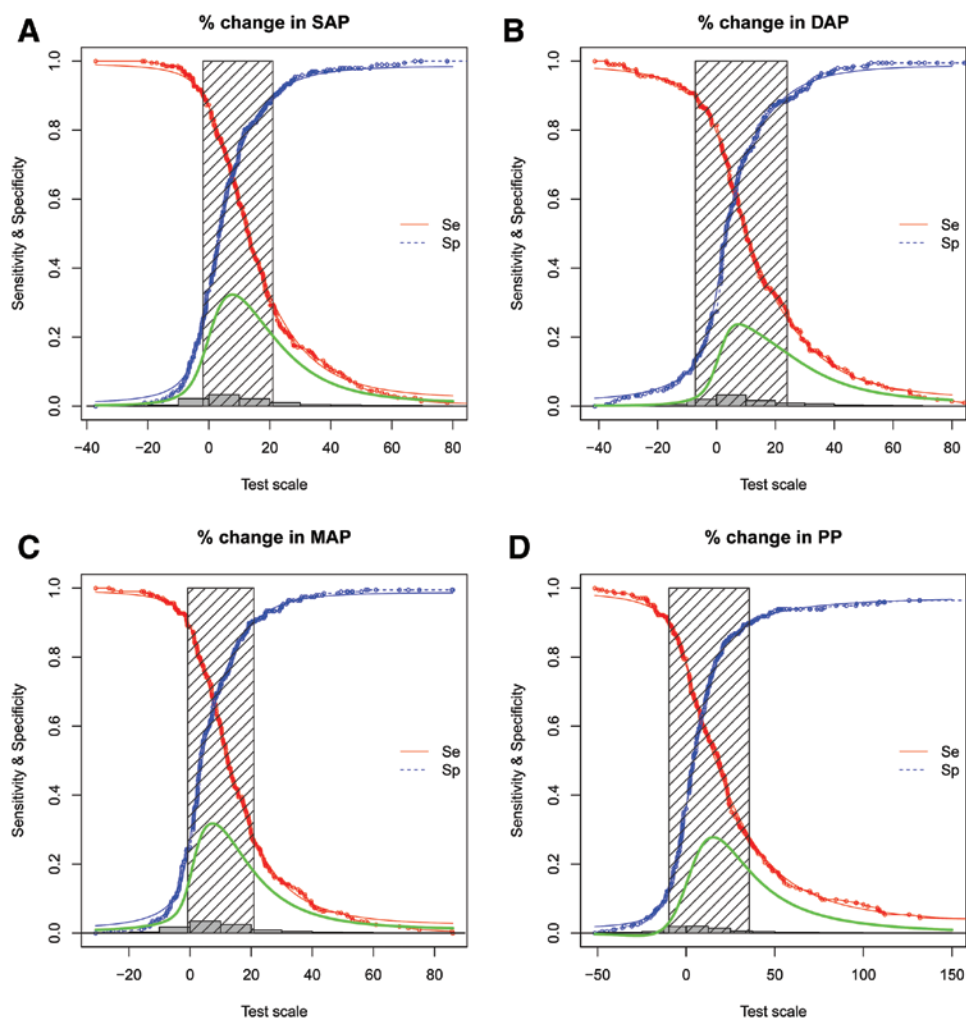 A
% change in SAP
Sensitivity & Specificity
1.0
0.8
0.6
0.4
0.2
0.0
Se
Sp
−40 −20 0 20 40 60 80
Test scale
B
% change in DAP
Sensitivity & Specificity
1.0
0.8
0.6
0.4
0.2
0.0
Se
Sp
−40 −20 0 20 40 60 80
Test scale
C
% change in MAP
Sensitivity & Specificity
1.0
0.8
0.6
0.4
0.2
0.0
Se
Sp
−20 0 20 40 60 80
Test scale
D
% change in PP
Sensitivity & Specificity
1.0
0.8
0.6
0.4
0.2
0.0
Se
Sp
−50 0 50 100 150
Test scale